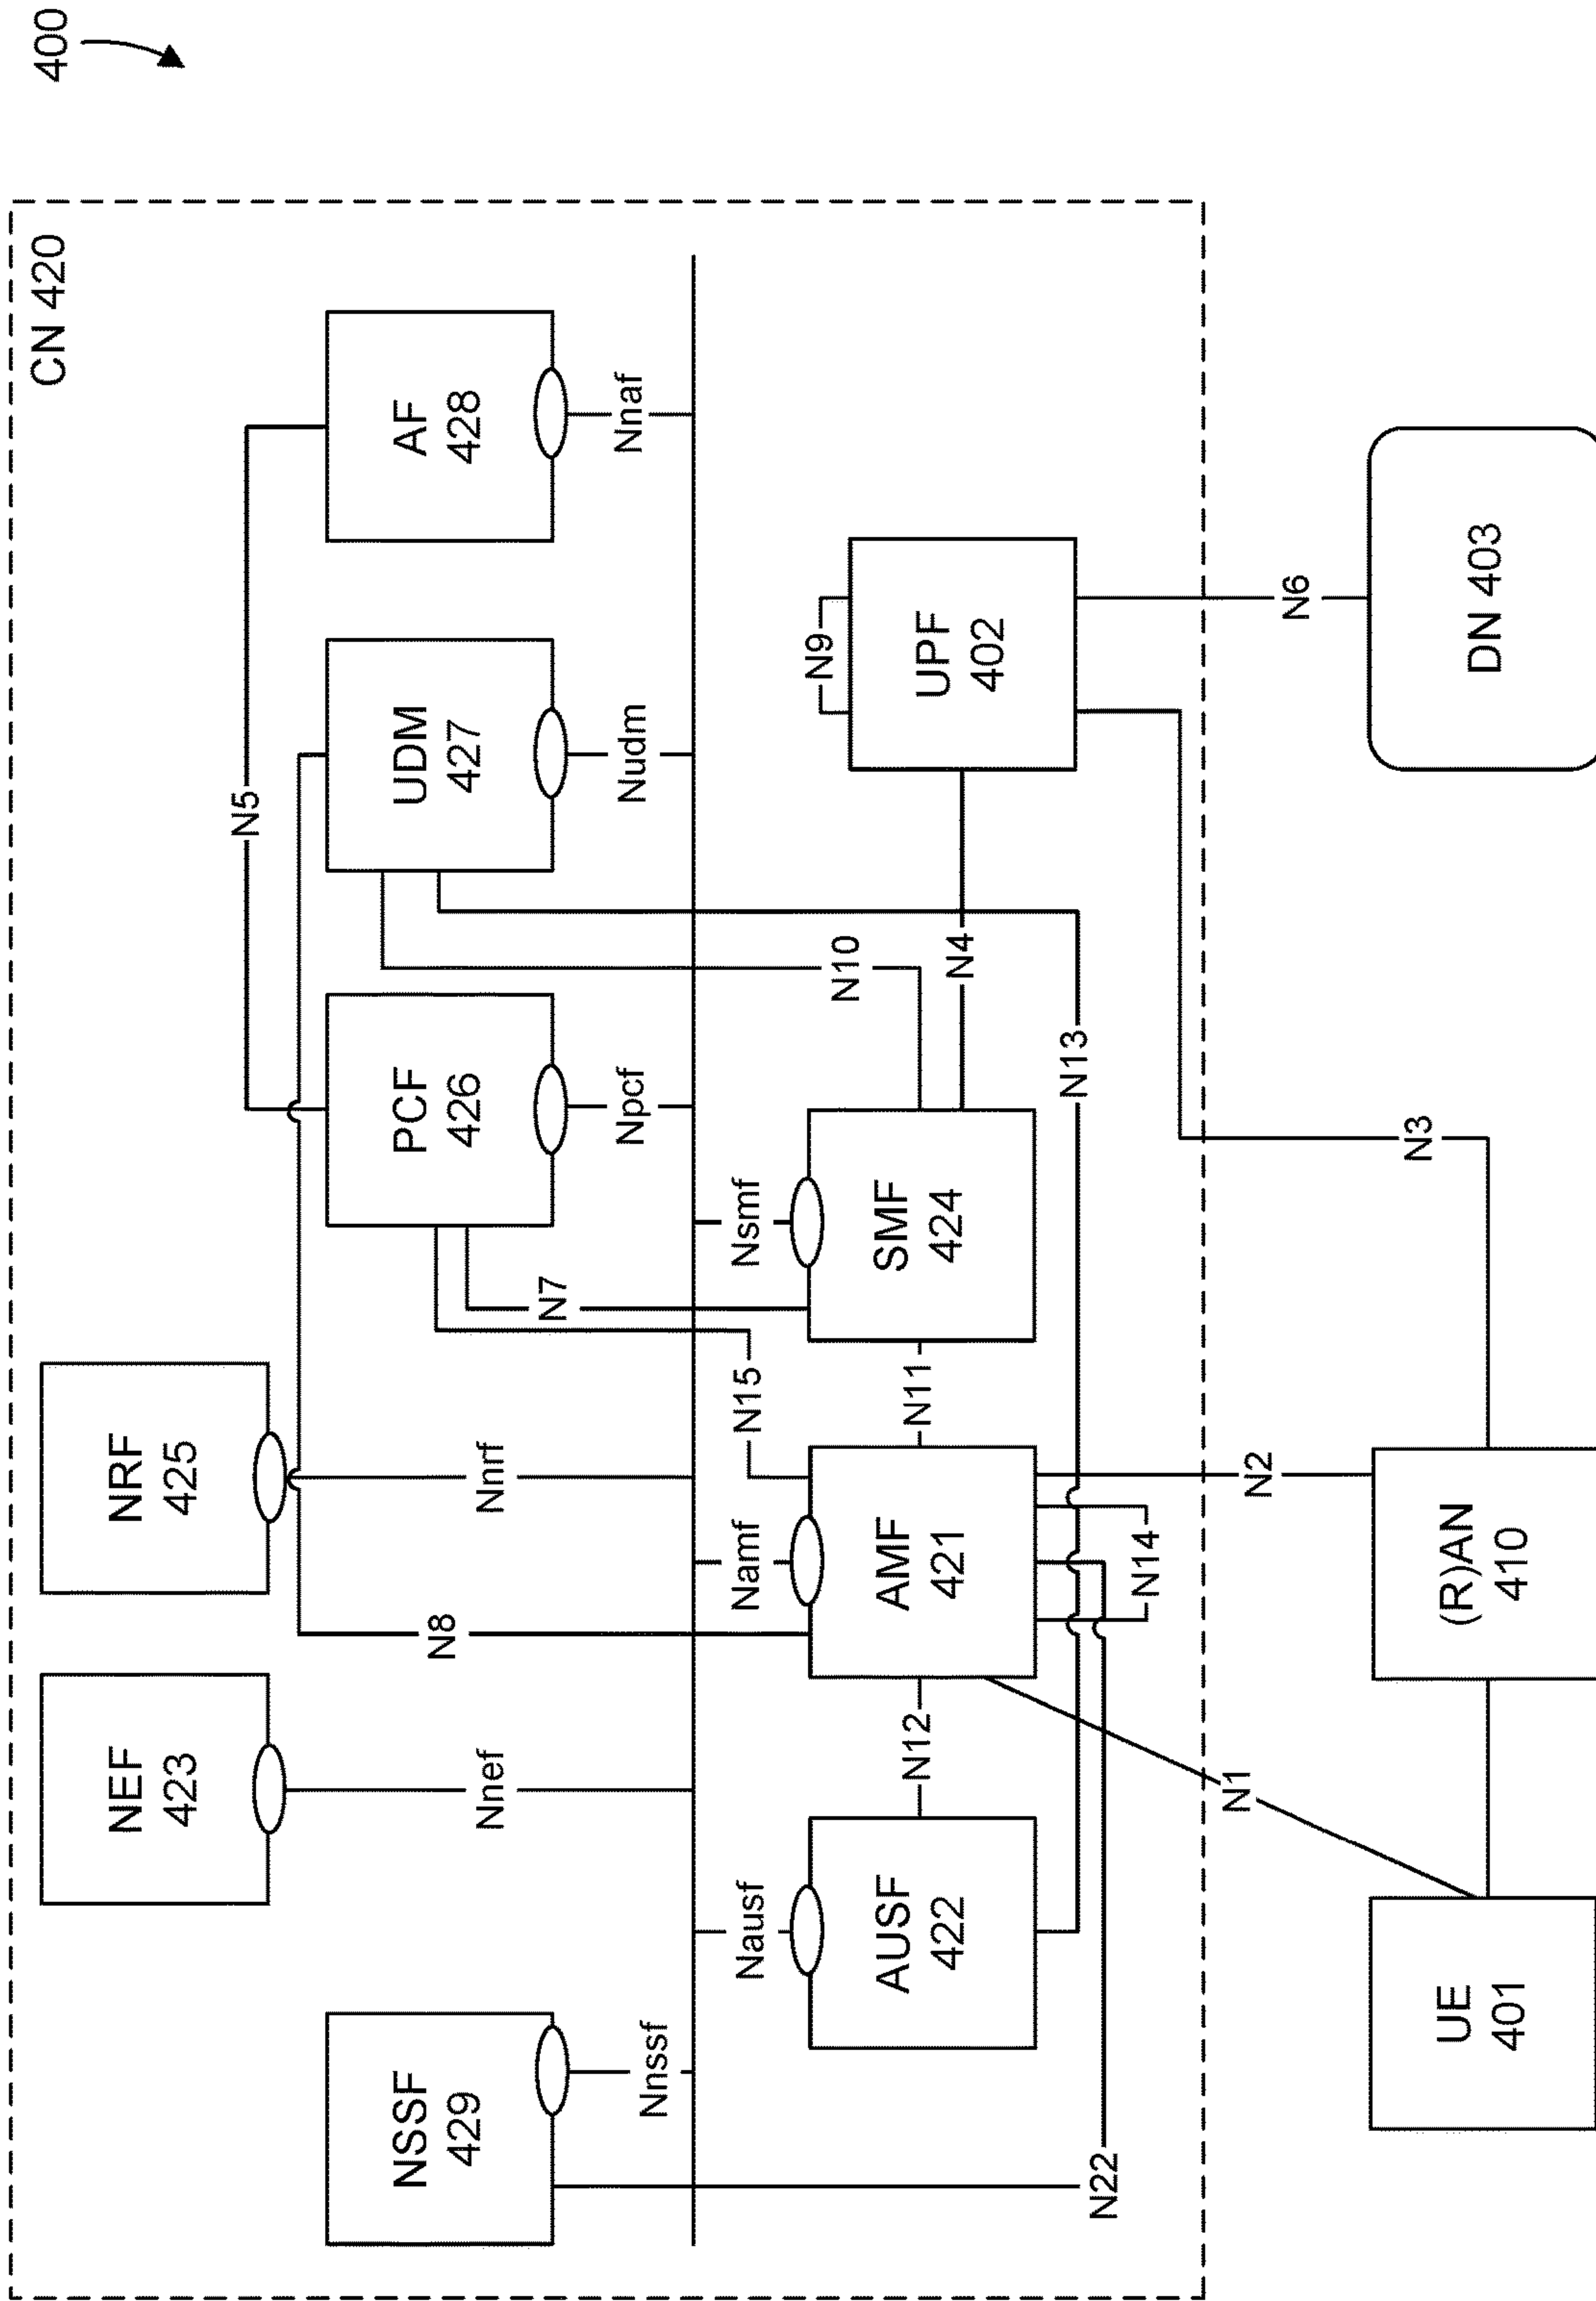 400
CN 420
NEF
423
NRF
425
N5
N8
NSSF
429
PCF
426
UDM
427
AF
428
Nnef
Nnrf
N7
Nnssf
Npcf
Nudm
Nnaf
Nausf
Namf
N15
Nsmf
N10
N9
AUSF
422
N12
AMF
421
N11
SMF
424
N4
UPF
402
N13
N22
N14
N1
N2
N3
N6
UE
401
(R)AN
410
DN 403